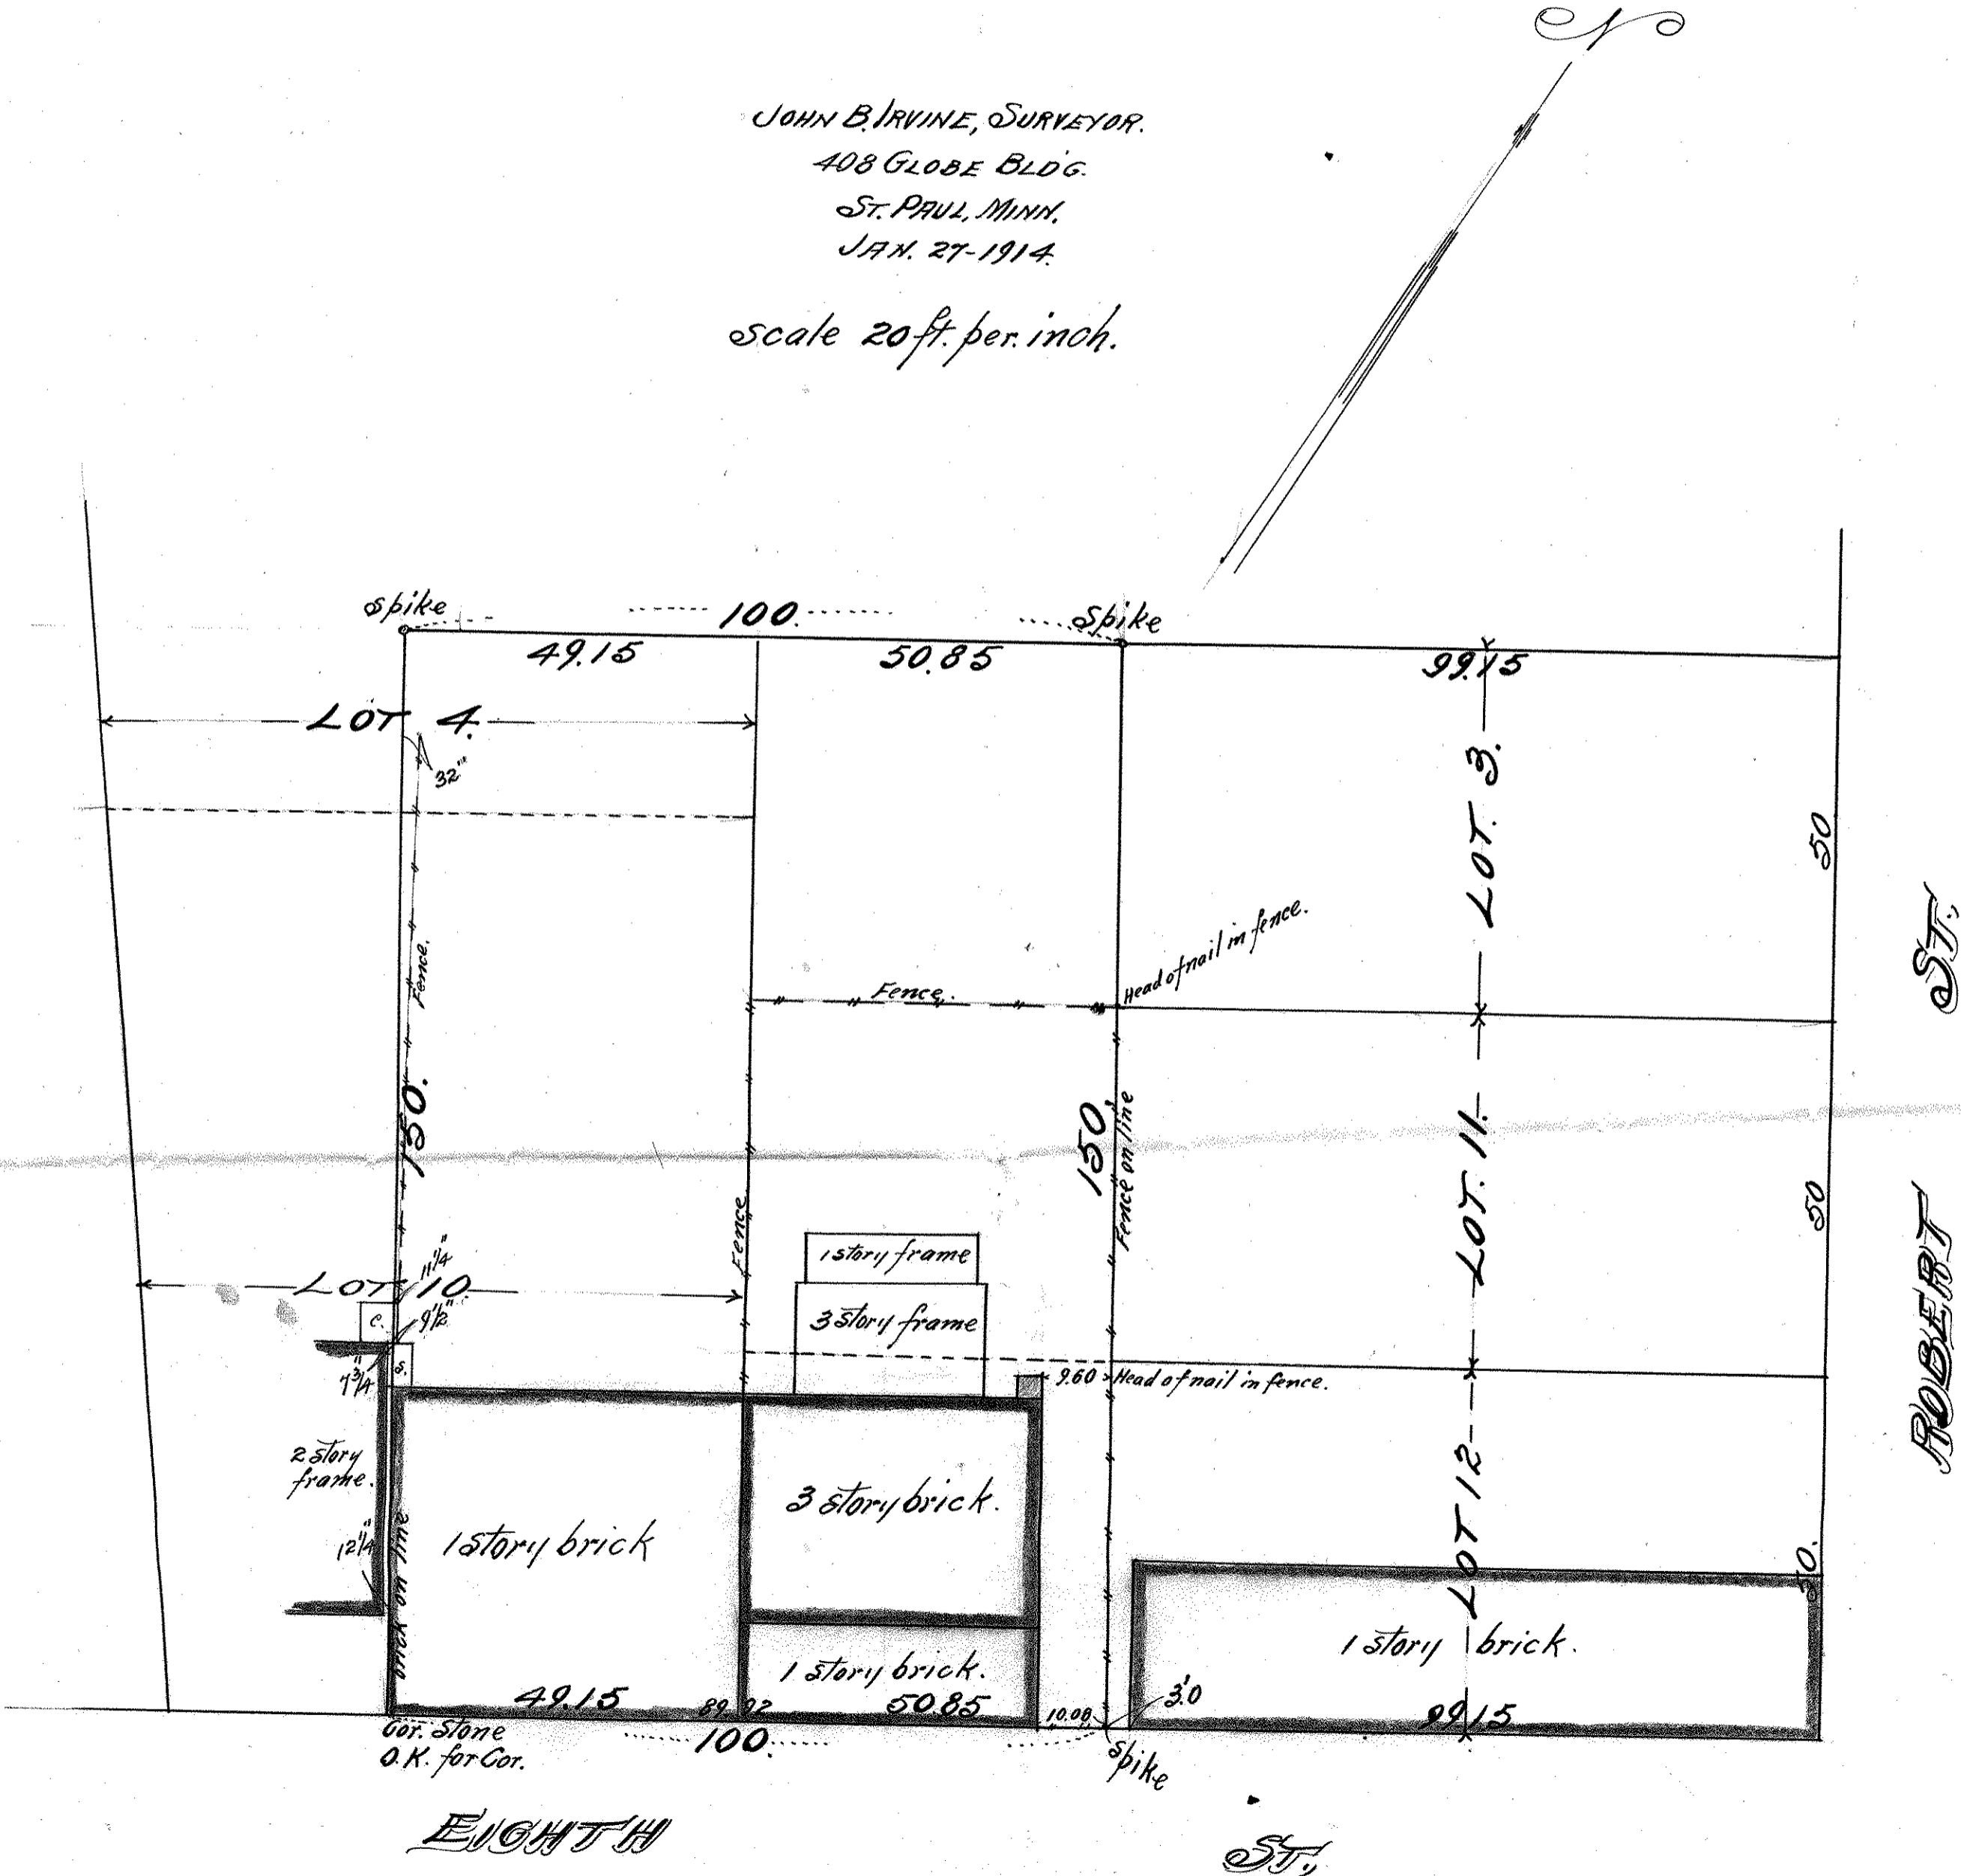 N
JOHN B. IRVINE, SURVEYOR.
408 GLOBE BLD'G.
ST. PAUL, MINN.
JAN. 27-1914.
Scale 20 ft. per. inch.
spike
100.
Spike
49.15
50.85
99.15
LOT 4.
32"
LOT. 3.
50
Fence.
Fence.
Head of nail in fence.
ST.,
150.
150.
Fence on line
LOT. 11.
50
ROBERT
Fence
1 story frame
LOT 10.
11 1/4"
C.
9 1/2"
3 story frame
S.
7 3/4"
9.60
Head of nail in fence.
2 story
frame.
12 1/4"
brick on line
1 story brick
3 story brick.
LOT 12
50.
1 story brick.
1 story brick.
49.15
89.92
50.85
10.08
3.0'
99.15
Cor. Stone
O.K. for Cor.
100.
Spike
EIGHTH
ST.,